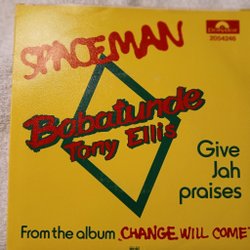 SPACEMAN
Polydor
2054246
Babatunde
Tony Ellis
Give
Jah
praises
From the album CHANGE WILL COME